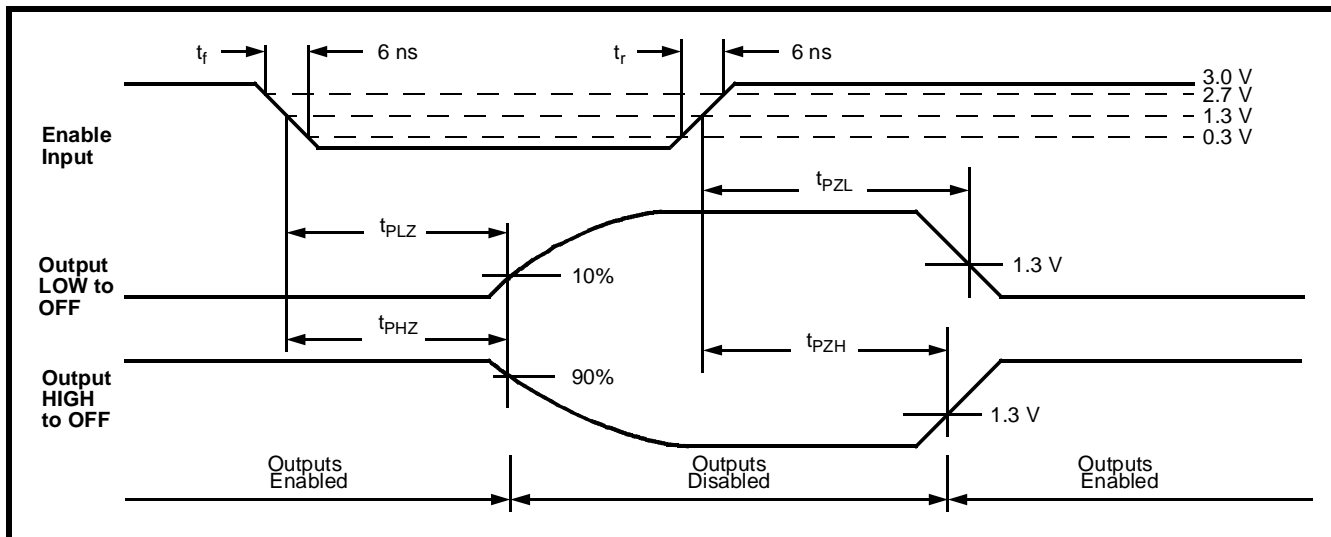 tf 6 ns tr 6 ns
3.0 V
2.7 V
1.3 V
0.3 V
Enable
Input
tPZL
tPLZ
Output
LOW to
OFF
10%
1.3 V
tPHZ
tPZH
Output
HIGH
to OFF
90%
1.3 V
Outputs
Enabled
Outputs
Disabled
Outputs
Enabled